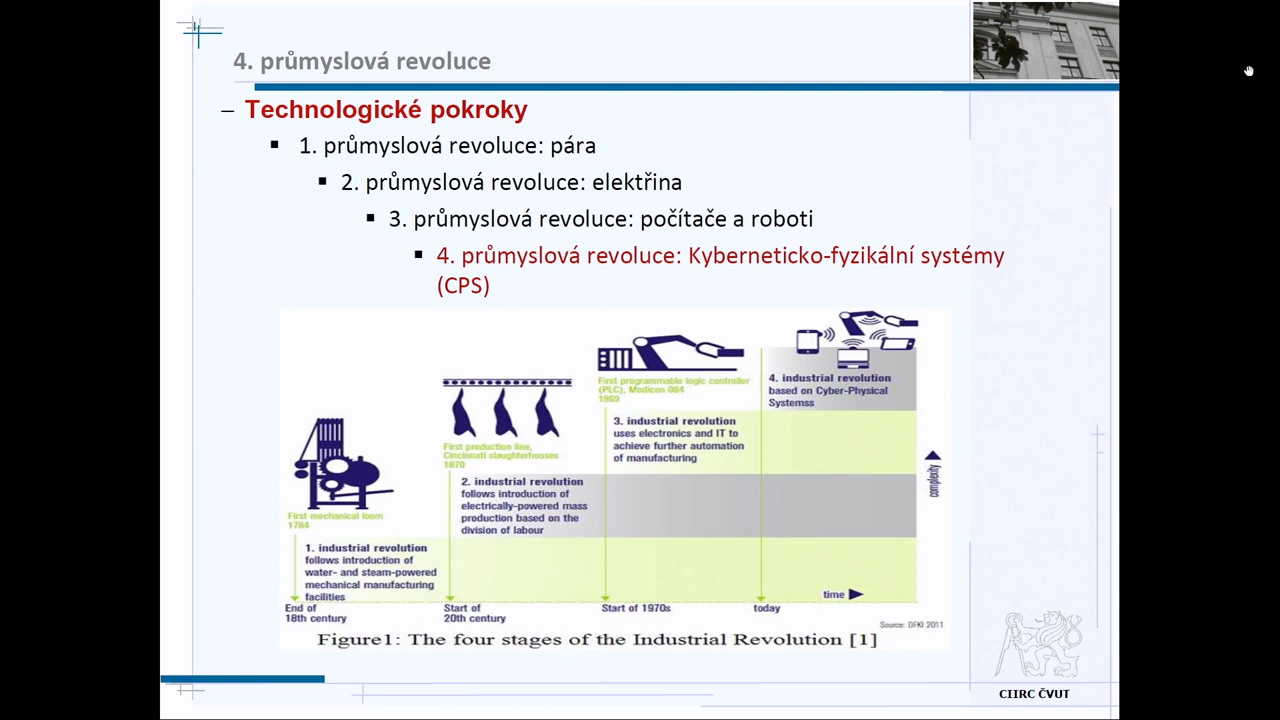 4. průmyslová revoluce
– Technologické pokroky
▪ 1. průmyslová revoluce: pára
▪ 2. průmyslová revoluce: elektřina
▪ 3. průmyslová revoluce: počítače a roboti
▪ 4. průmyslová revoluce: Kyberneticko-fyzikální systémy
(CPS)
First mechanical loom
1784
1. industrial revolution
follows introduction of
water- and steam-powered
mechanical manufacturing
facilities
First production line,
Cincinnati slaughterhouses
1870
2. industrial revolution
follows introduction of
electrically-powered mass
production based on the
division of labour
First programmable logic controller
(PLC), Modicon 084
1969
3. industrial revolution
uses electronics and IT to
achieve further automation
of manufacturing
4. industrial revolution
based on Cyber-Physical
Systemss
complexity
time
End of
18th century
Start of
20th century
Start of 1970s
today
Source: DFKI 2011
Figure1: The four stages of the Industrial Revolution [1]
CIIRC ČVUT